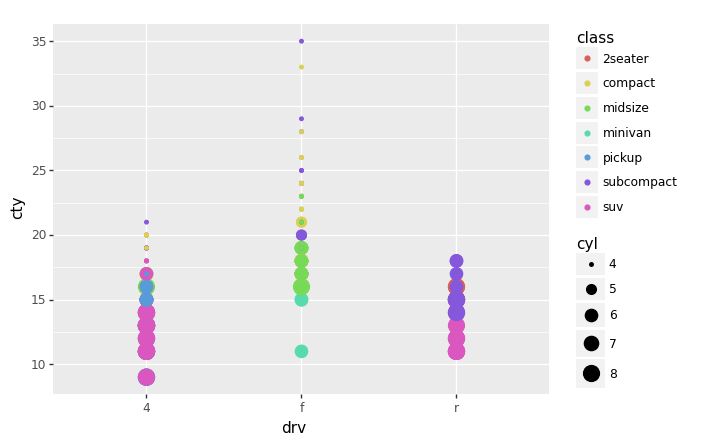 35
30
25
20
15
10
cty
4
f
r
drv
class
2seater
compact
midsize
minivan
pickup
subcompact
suv
cyl
4
5
6
7
8